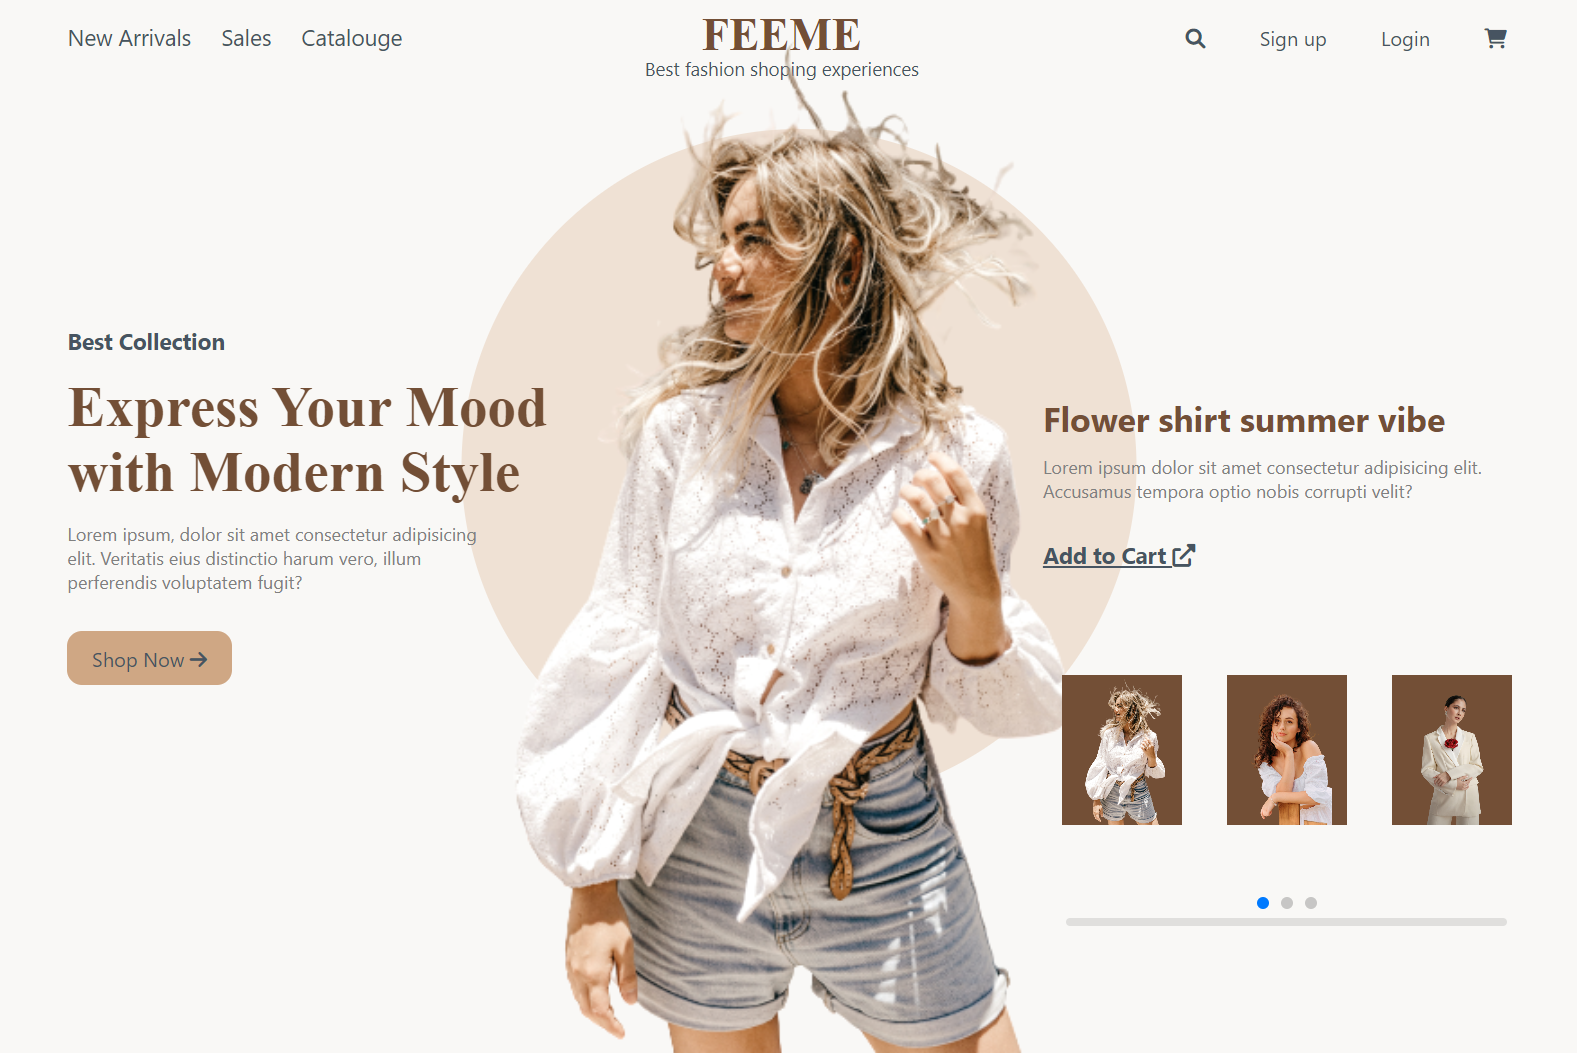 New Arrivals Sales Catalouge
FEEME
Best fashion shoping experiences
Sign up Login
Best Collection
Express Your Mood
with Modern Style
Lorem ipsum, dolor sit amet consectetur adipisicing
elit. Veritatis eius distinctio harum vero, illum
perferendis voluptatem fugit?
Shop Now
Flower shirt summer vibe
Lorem ipsum dolor sit amet consectetur adipisicing elit.
Accusamus tempora optio nobis corrupti velit?
Add to Cart